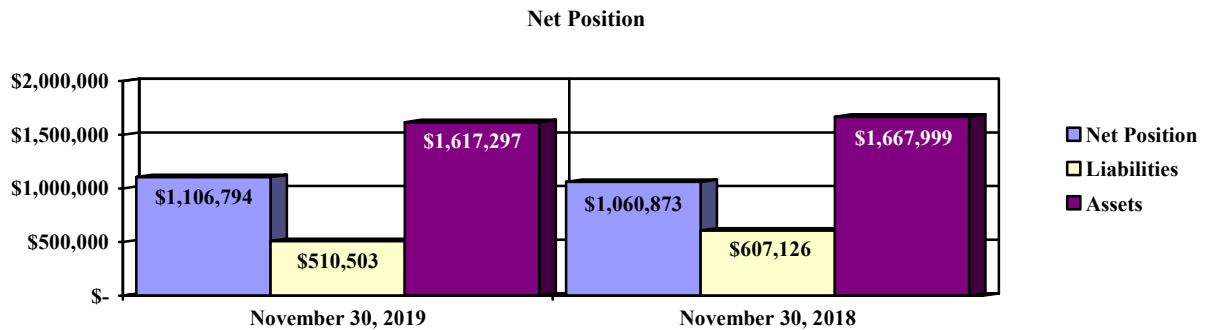 Net Position
$2,000,000
$1,500,000
$1,000,000
$500,000
$-
$1,106,794
$510,503
$1,617,297
$1,060,873
$607,126
$1,667,999
November 30, 2019
November 30, 2018
Net Position
Liabilities
Assets